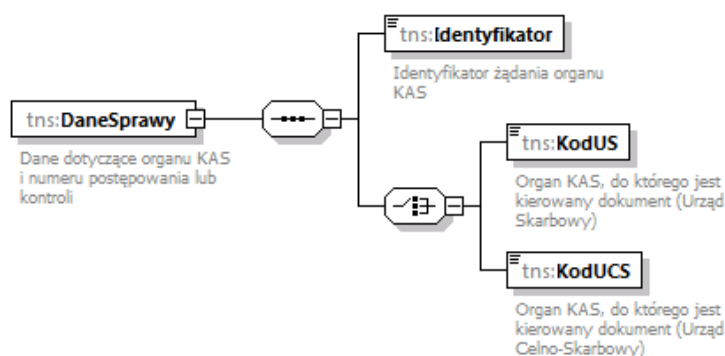 tns:Identyfikator
Identyfikator żądania organu
KAS
tns:DaneSprawy
Dane dotyczące organu KAS
i numeru postępowania lub
kontroli
tns:KodUS
Organ KAS, do którego jest
kierowany dokument (Urząd
Skarbowy)
tns:KodUCS
Organ KAS, do którego jest
kierowany dokument (Urząd
Celno-Skarbowy)